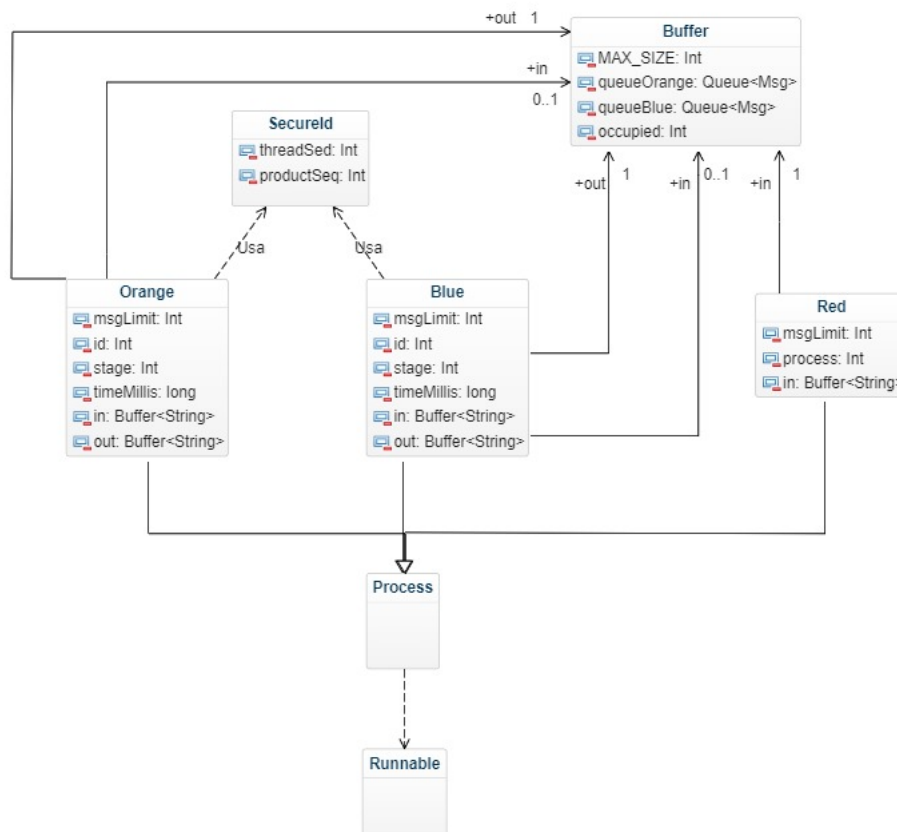 +out 1
Buffer
MAX_SIZE: Int
queueOrange: Queue<Msg>
queueBlue: Queue<Msg>
occupied: Int
+in
0..1
SecureId
threadSed: Int
productSeq: Int
+out
1
+in
0..1
+in
1
Usa
Usa
Orange
msgLimit: Int
id: Int
stage: Int
timeMillis: long
in: Buffer<String>
out: Buffer<String>
Blue
msgLimit: Int
id: Int
stage: Int
timeMillis: long
in: Buffer<String>
out: Buffer<String>
Red
msgLimit: Int
process: Int
in: Buffer<String>
Process
Runnable